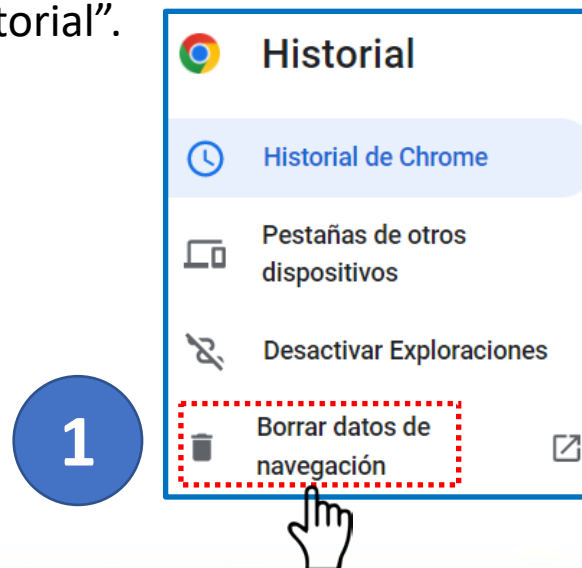 torial”.
Historial
Historial de Chrome
Pestañas de otros
dispositivos
Desactivar Exploraciones
1
Borrar datos de
navegación